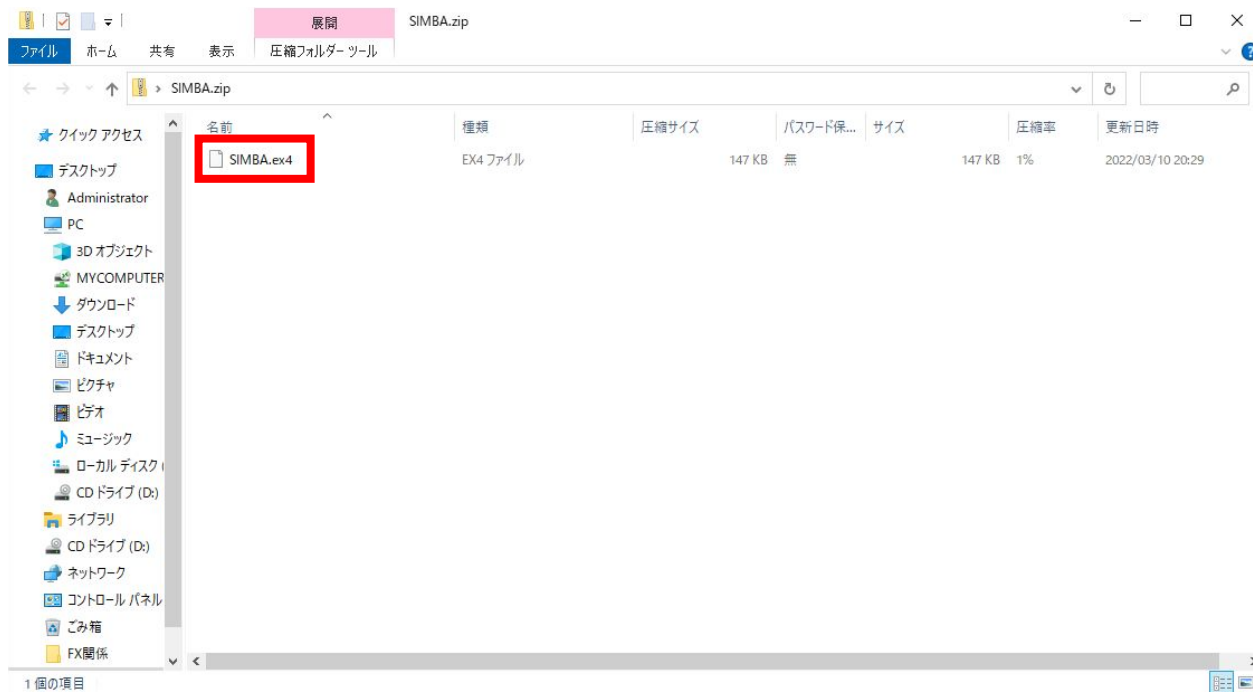 展開
SIMBA.zip
ファイル ホーム 共有 表示 圧縮フォルダー ツール
SIMBA.zip
名前 種類 圧縮サイズ パスワード保... サイズ 圧縮率 更新日時
SIMBA.ex4 EX4 ファイル 147 KB 無 147 KB 1% 2022/03/10 20:29
クイック アクセス
デスクトップ
Administrator
PC
3D オブジェクト
MYCOMPUTER
ダウンロード
デスクトップ
ドキュメント
ピクチャ
ビデオ
ミュージック
ローカル ディスク (
CD ドライブ (D:)
ライブラリ
CD ドライブ (D:)
ネットワーク
コントロール パネル
ごみ箱
FX関係
1 個の項目